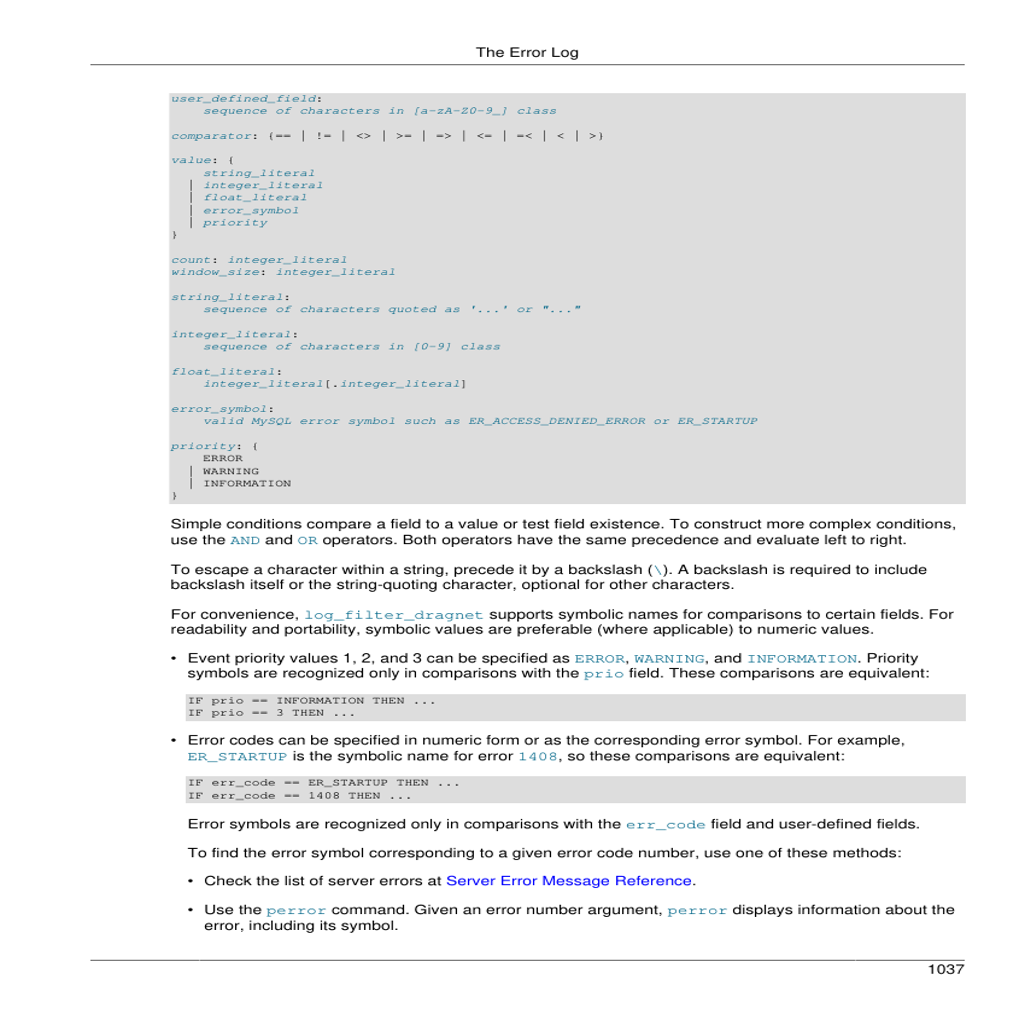 The Error Log
user_defined_field:
    sequence of characters in [a-zA-Z0-9_] class
comparator: {== | != | <> | >= | => | <= | =< | < | >}
value: {
    string_literal
  | integer_literal
  | float_literal
  | error_symbol
  | priority
}
count: integer_literal
window_size: integer_literal
string_literal:
    sequence of characters quoted as '...' or "..."
integer_literal:
    sequence of characters in [0-9] class
float_literal:
    integer_literal[.integer_literal]
error_symbol:
    valid MySQL error symbol such as ER_ACCESS_DENIED_ERROR or ER_STARTUP
priority: {
    ERROR
  | WARNING
  | INFORMATION
}
Simple conditions compare a field to a value or test field existence. To construct more complex conditions,
use the AND and OR operators. Both operators have the same precedence and evaluate left to right.
To escape a character within a string, precede it by a backslash (\). A backslash is required to include
backslash itself or the string-quoting character, optional for other characters.
For convenience, log_filter_dragnet supports symbolic names for comparisons to certain fields. For
readability and portability, symbolic values are preferable (where applicable) to numeric values.
• Event priority values 1, 2, and 3 can be specified as ERROR, WARNING, and INFORMATION. Priority
symbols are recognized only in comparisons with the prio field. These comparisons are equivalent:
IF prio == INFORMATION THEN ...
IF prio == 3 THEN ...
• Error codes can be specified in numeric form or as the corresponding error symbol. For example,
ER_STARTUP is the symbolic name for error 1408, so these comparisons are equivalent:
IF err_code == ER_STARTUP THEN ...
IF err_code == 1408 THEN ...
Error symbols are recognized only in comparisons with the err_code field and user-defined fields.
To find the error symbol corresponding to a given error code number, use one of these methods:
• Check the list of server errors at Server Error Message Reference.
• Use the perror command. Given an error number argument, perror displays information about the
error, including its symbol.
1037